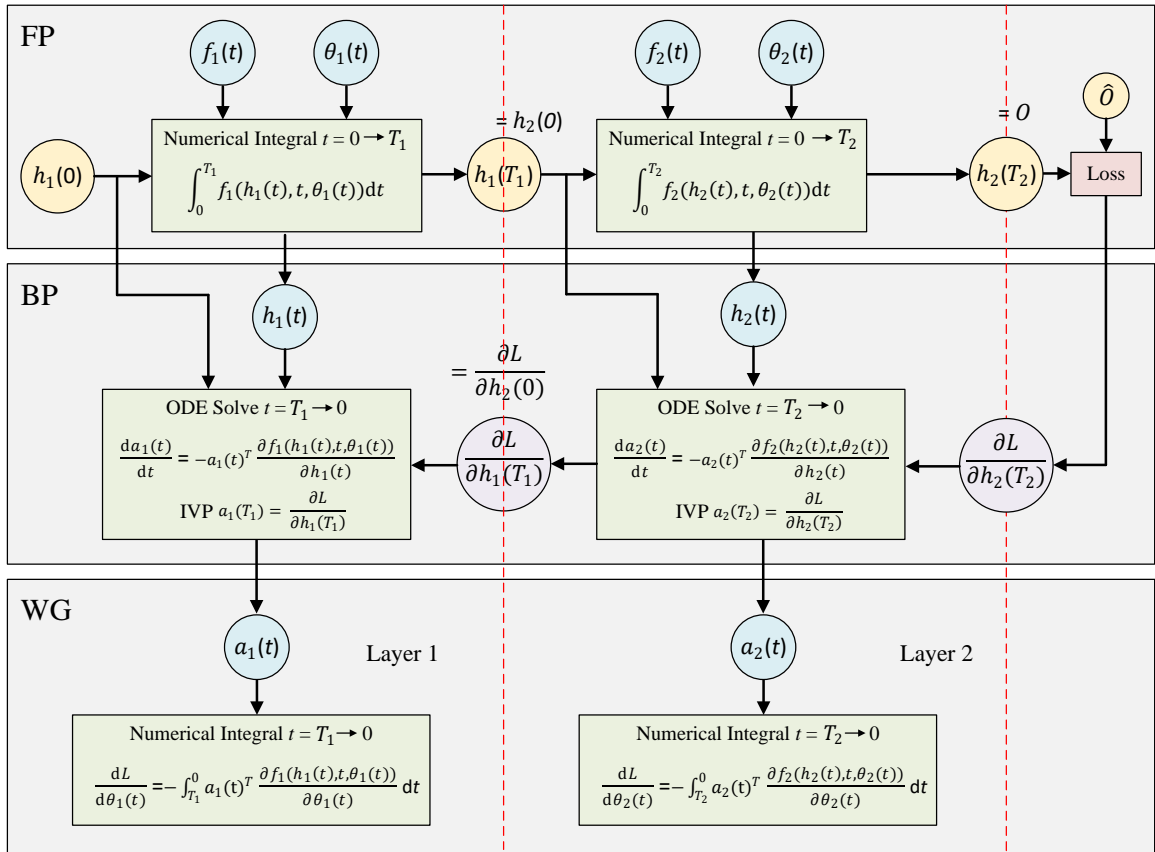 FP
f₁(t) θ₁(t) f₂(t) θ₂(t)
Ô
= h₂(0)
= O
Numerical Integral t = 0 → T₁
∫₀^T₁ f₁(h₁(t), t, θ₁(t))dt
Numerical Integral t = 0 → T₂
∫₀^T₂ f₂(h₂(t), t, θ₂(t))dt
h₁(0)
h₁(T₁)
h₂(T₂)
Loss
BP
h₁(t)
h₂(t)
= ∂L/∂h₂(0)
ODE Solve t = T₁ → 0
da₁(t)/dt = -a₁(t)ᵀ ∂f₁(h₁(t),t,θ₁(t))/∂h₁(t)
IVP a₁(T₁) = ∂L/∂h₁(T₁)
∂L/∂h₁(T₁)
ODE Solve t = T₂ → 0
da₂(t)/dt = -a₂(t)ᵀ ∂f₂(h₂(t),t,θ₂(t))/∂h₂(t)
IVP a₂(T₂) = ∂L/∂h₂(T₂)
∂L/∂h₂(T₂)
WG
a₁(t)
Layer 1
a₂(t)
Layer 2
Numerical Integral t = T₁ → 0
dL/dθ₁(t) =- ∫_T₁^0 a₁(t)ᵀ ∂f₁(h₁(t),t,θ₁(t))/∂θ₁(t) dt
Numerical Integral t = T₂ → 0
dL/dθ₂(t) =- ∫_T₂^0 a₂(t)ᵀ ∂f₂(h₂(t),t,θ₂(t))/∂θ₂(t) dt